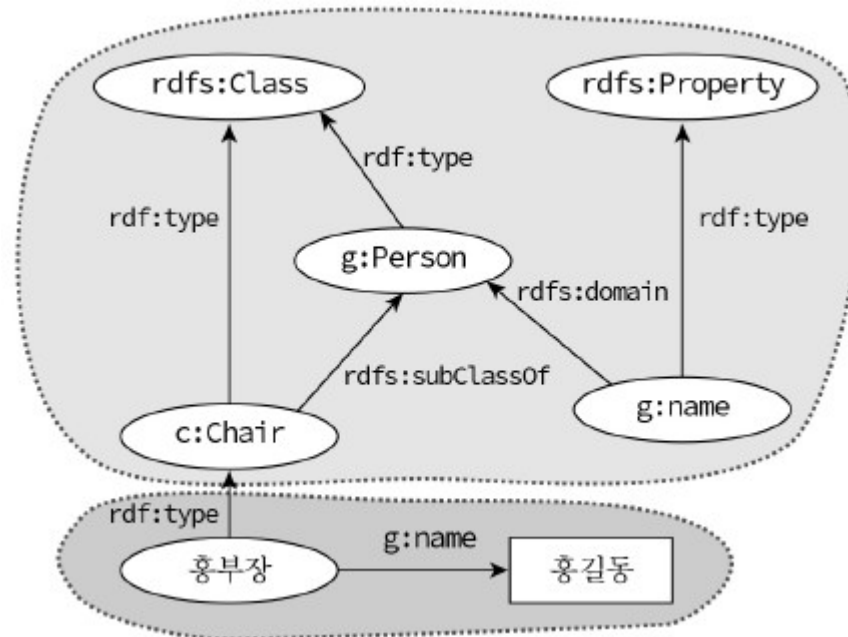 rdfs:Class
rdfs:Property
rdf:type
rdf:type
rdf:type
g:Person
rdfs:domain
rdfs:subClassOf
g:name
c:Chair
rdf:type
g:name
홍부장
홍길동